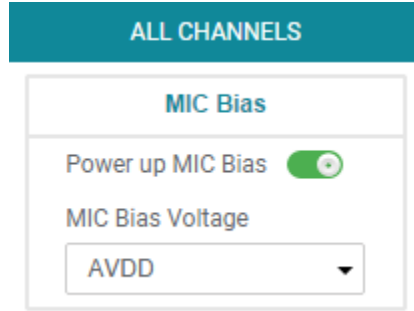 ALL CHANNELS
MIC Bias
Power up MIC Bias
MIC Bias Voltage
AVDD